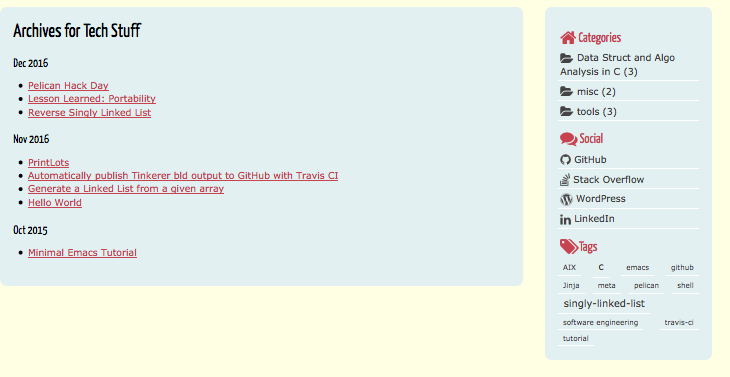 Archives for Tech Stuff
Dec 2016
Pelican Hack Day
Lesson Learned: Portability
Reverse Singly Linked List
Nov 2016
PrintLots
Automatically publish Tinkerer bld output to GitHub with Travis CI
Generate a Linked List from a given array
Hello World
Oct 2015
Minimal Emacs Tutorial
Categories
Data Struct and Algo
Analysis in C (3)
misc (2)
tools (3)
Social
GitHub
Stack Overflow
WordPress
LinkedIn
Tags
AIX C emacs github
Jinja meta pelican shell
singly-linked-list
software engineering travis-ci
tutorial